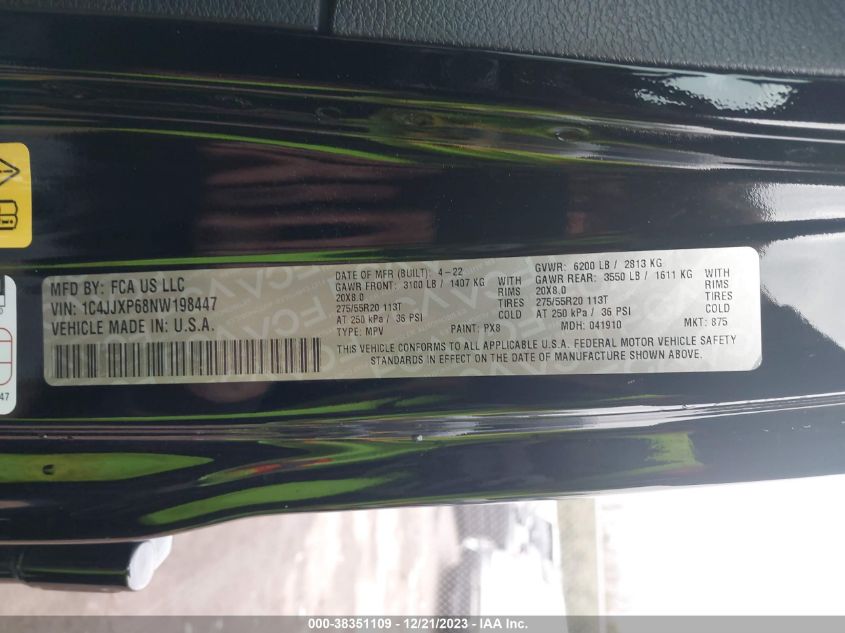 MFD BY: FCA US LLC
VIN: 1C4JJXP68NW198447
VEHICLE MADE IN U.S.A.
DATE OF MFR (BUILT): 4-22
GAWR FRONT: 3100 LB / 1407 KG WITH
20X8.0 RIMS
TIRES
275/55R20 113T
AT 250 kPa / 36 PSI COLD
TYPE: MPV PAINT: PX8
GVWR: 6200 LB / 2813 KG
GAWR REAR: 3550 LB / 1611 KG WITH
20X8.0 RIMS
TIRES
275/55R20 113T
AT 250 kPa / 36 PSI COLD
MDH: 041910 MKT: 875
THIS VEHICLE CONFORMS TO ALL APPLICABLE U.S.A. FEDERAL MOTOR VEHICLE SAFETY
STANDARDS IN EFFECT ON THE DATE OF MANUFACTURE SHOWN ABOVE.
47
000-38351109 - 12/21/2023 - IAA Inc.